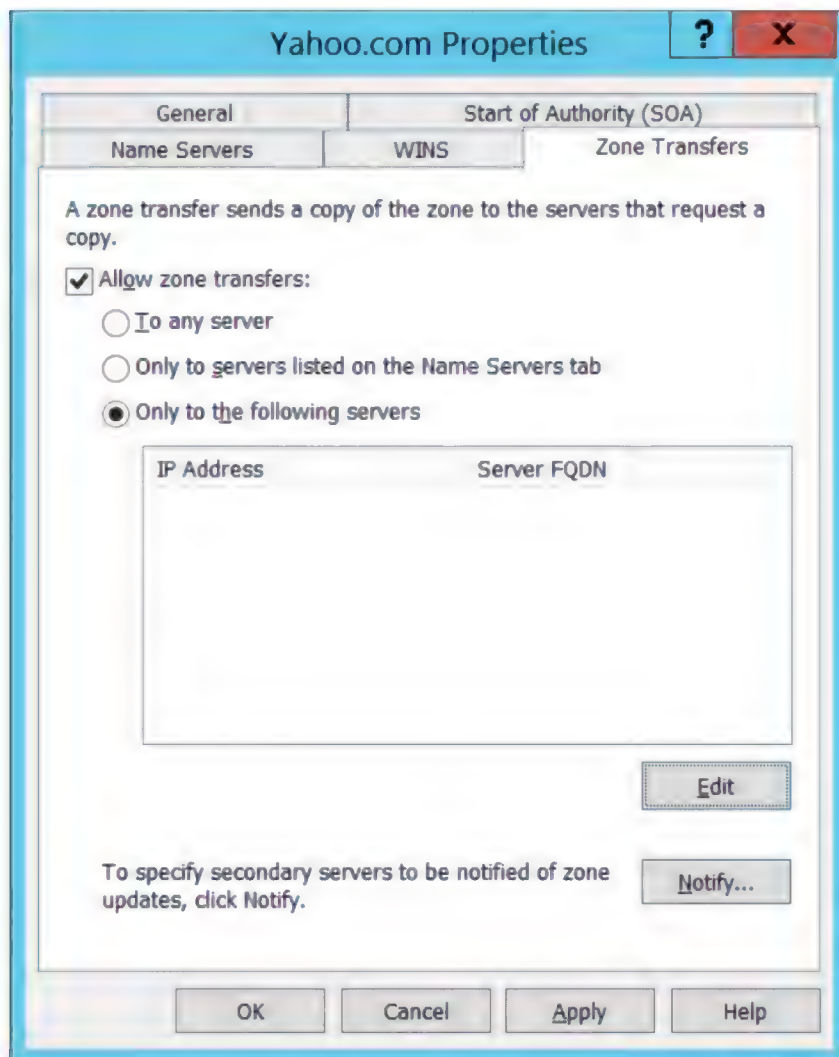 Yahoo.com Properties
?
X
General
Start of Authority (SOA)
Name Servers
WINS
Zone Transfers
A zone transfer sends a copy of the zone to the servers that request a
copy.
Allow zone transfers:
To any server
Only to servers listed on the Name Servers tab
Only to the following servers
IP Address
Server FQDN
Edit
To specify secondary servers to be notified of zone
updates, click Notify.
Notify...
OK
Cancel
Apply
Help